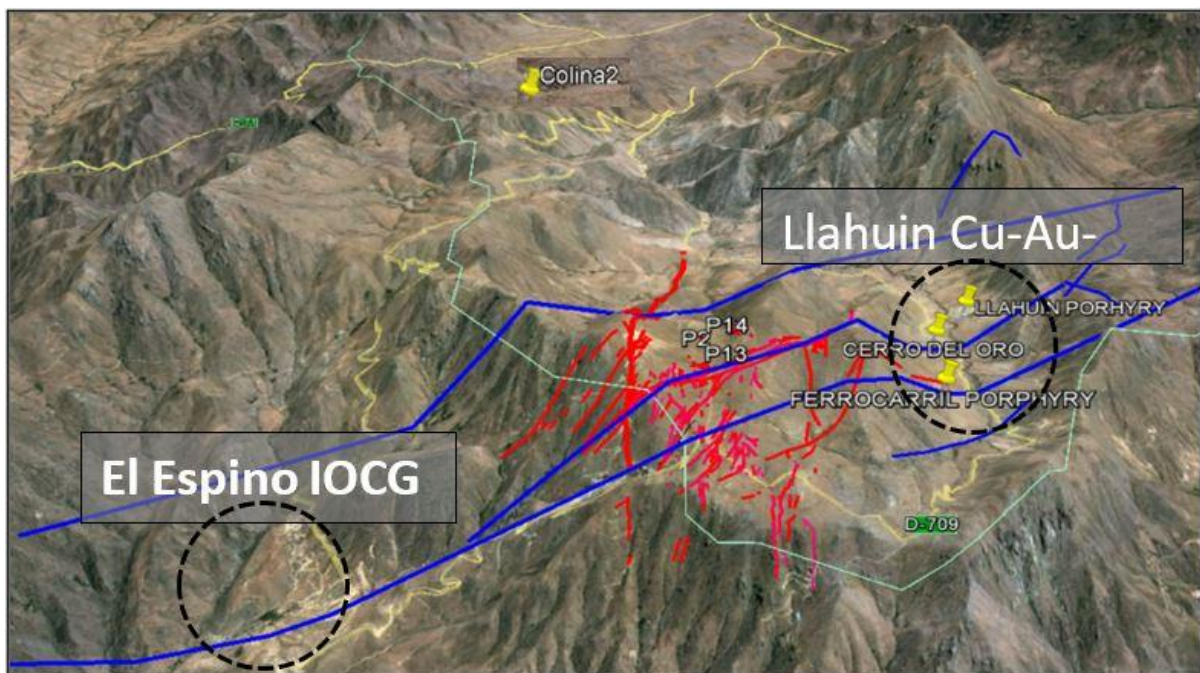 Colina2
Llahuin Cu-Au-
LLAHUIN PORHYRY
P14
P2
P13
CERRO DEL ORO
FERROCARRIL PORPHYRY
El Espino IOCG
D-709